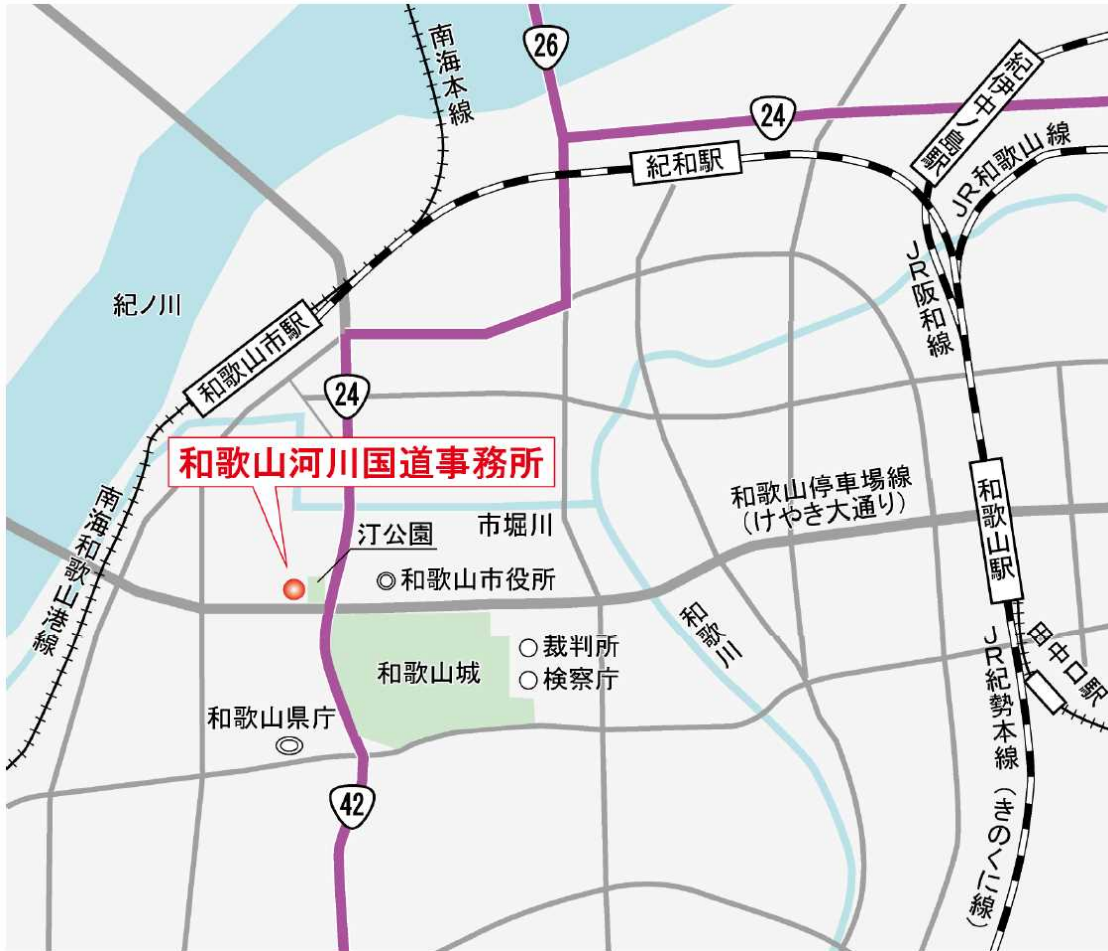 南海本線
26
24
紀伊中ノ島駅
紀和駅
JR和歌山線
JR阪和線
紀ノ川
和歌山市駅
24
和歌山河川国道事務所
和歌山停車場線
(けやき大通り)
和歌山駅
南海和歌山港線
汀公園
市堀川
和歌山市役所
和歌川
裁判所
検察庁
和歌山城
田中口駅
和歌山県庁
JR紀勢本線(きのくに線)
42